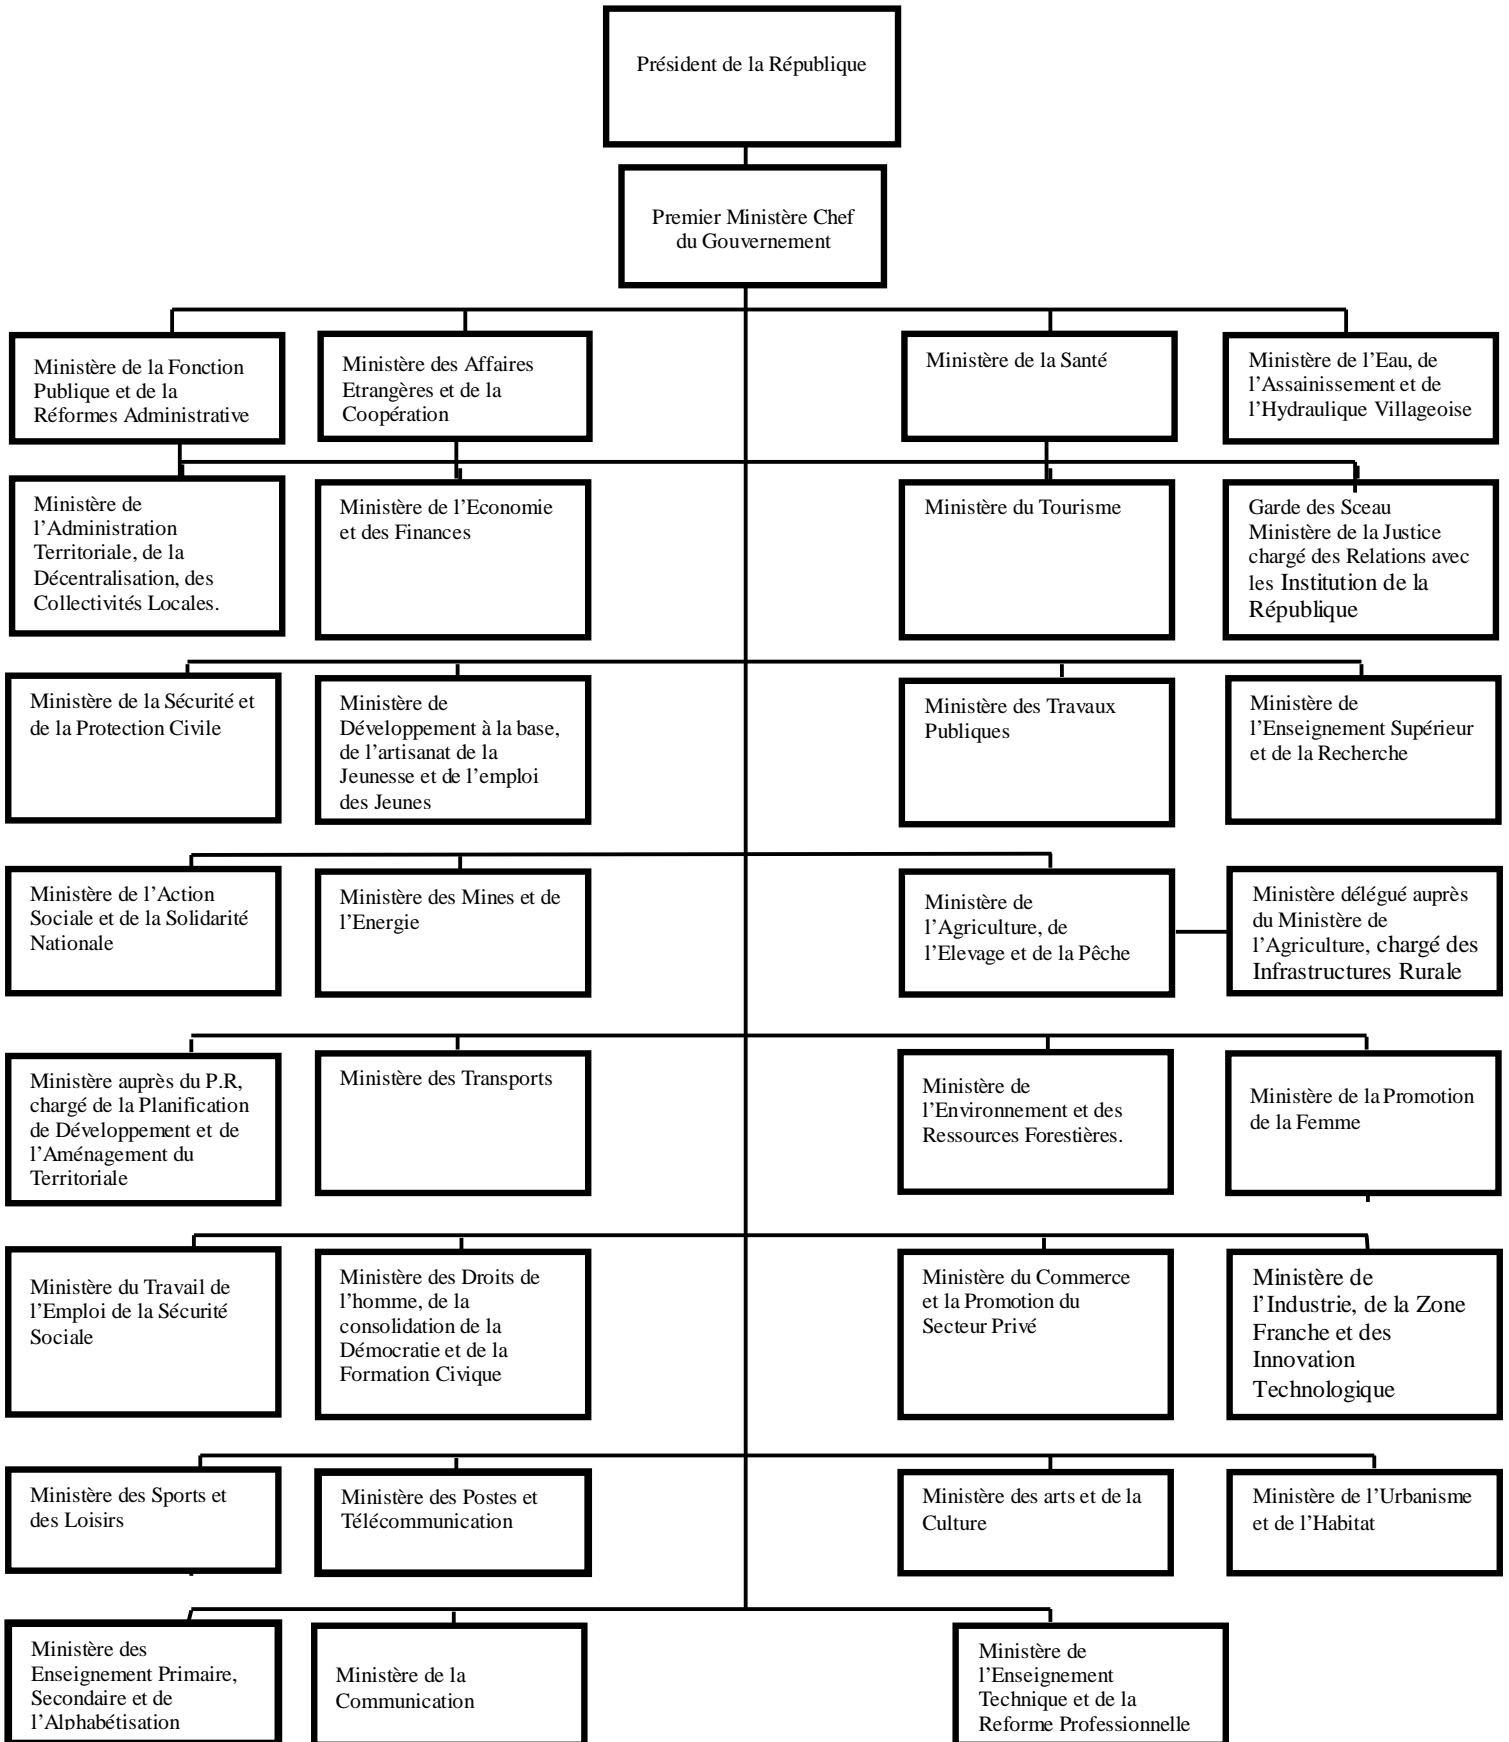 Président de la République
Premier Ministère Chef
du Gouvernement
Ministère de la Fonction
Publique et de la
Réformes Administrative
Ministère des Affaires
Etrangères et de la
Coopération
Ministère de la Santé
Ministère de l’Eau, de
l’Assainissement et de
l’Hydraulique Villageoise
Ministère de
l’Administration
Territoriale, de la
Décentralisation, des
Collectivités Locales.
Ministère de l’Economie
et des Finances
Ministère du Tourisme
Garde des Sceau
Ministère de la Justice
chargé des Relations avec
les Institution de la
République
Ministère de la Sécurité et
de la Protection Civile
Ministère de
Développement à la base,
de l’artisanat de la
Jeunesse et de l’emploi
des Jeunes
Ministère des Travaux
Publiques
Ministère de
l’Enseignement Supérieur
et de la Recherche
Ministère de l’Action
Sociale et de la Solidarité
Nationale
Ministère des Mines et de
l’Energie
Ministère de
l’Agriculture, de
l’Elevage et de la Pêche
Ministère délégué auprès
du Ministère de
l’Agriculture, chargé des
Infrastructures Rurale
Ministère auprès du P.R,
chargé de la Planification
de Développement et de
l’Aménagement du
Territoriale
Ministère des Transports
Ministère de
l’Environnement et des
Ressources Forestières.
Ministère de la Promotion
de la Femme
Ministère du Travail de
l’Emploi de la Sécurité
Sociale
Ministère des Droits de
l’homme, de la
consolidation de la
Démocratie et de la
Formation Civique
Ministère du Commerce
et la Promotion du
Secteur Privé
Ministère de
l’Industrie, de la Zone
Franche et des
Innovation
Technologique
Ministère des Sports et
des Loisirs
Ministère des Postes et
Télécommunication
Ministère des arts et de la
Culture
Ministère de l’Urbanisme
et de l’Habitat
Ministère des
Enseignement Primaire,
Secondaire et de
l’Alphabétisation
Ministère de la
Communication
Ministère de
l’Enseignement
Technique et de la
Reforme Professionnelle